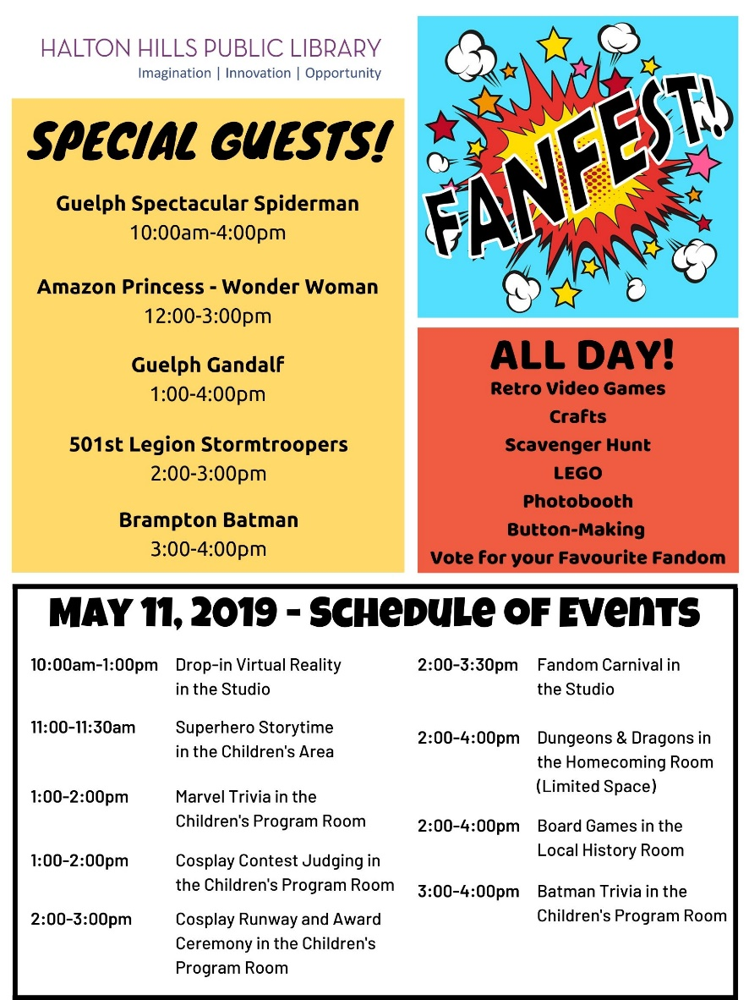 HALTON HILLS PUBLIC LIBRARY
Imagination | Innovation | Opportunity
FANFEST!
SPECIAL GUESTS!
Guelph Spectacular Spiderman
10:00am-4:00pm
Amazon Princess - Wonder Woman
12:00-3:00pm
Guelph Gandalf
1:00-4:00pm
501st Legion Stormtroopers
2:00-3:00pm
Brampton Batman
3:00-4:00pm
ALL DAY!
Retro Video Games
Crafts
Scavenger Hunt
LEGO
Photobooth
Button-Making
Vote for your Favourite Fandom
May 11, 2019 - Schedule of Events
10:00am-1:00pm Drop-in Virtual Reality
in the Studio
11:00-11:30am Superhero Storytime
in the Children's Area
1:00-2:00pm Marvel Trivia in the
Children's Program Room
1:00-2:00pm Cosplay Contest Judging in
the Children's Program Room
2:00-3:00pm Cosplay Runway and Award
Ceremony in the Children's
Program Room
2:00-3:30pm Fandom Carnival in
the Studio
2:00-4:00pm Dungeons & Dragons in
the Homecoming Room
(Limited Space)
2:00-4:00pm Board Games in the
Local History Room
3:00-4:00pm Batman Trivia in the
Children's Program Room